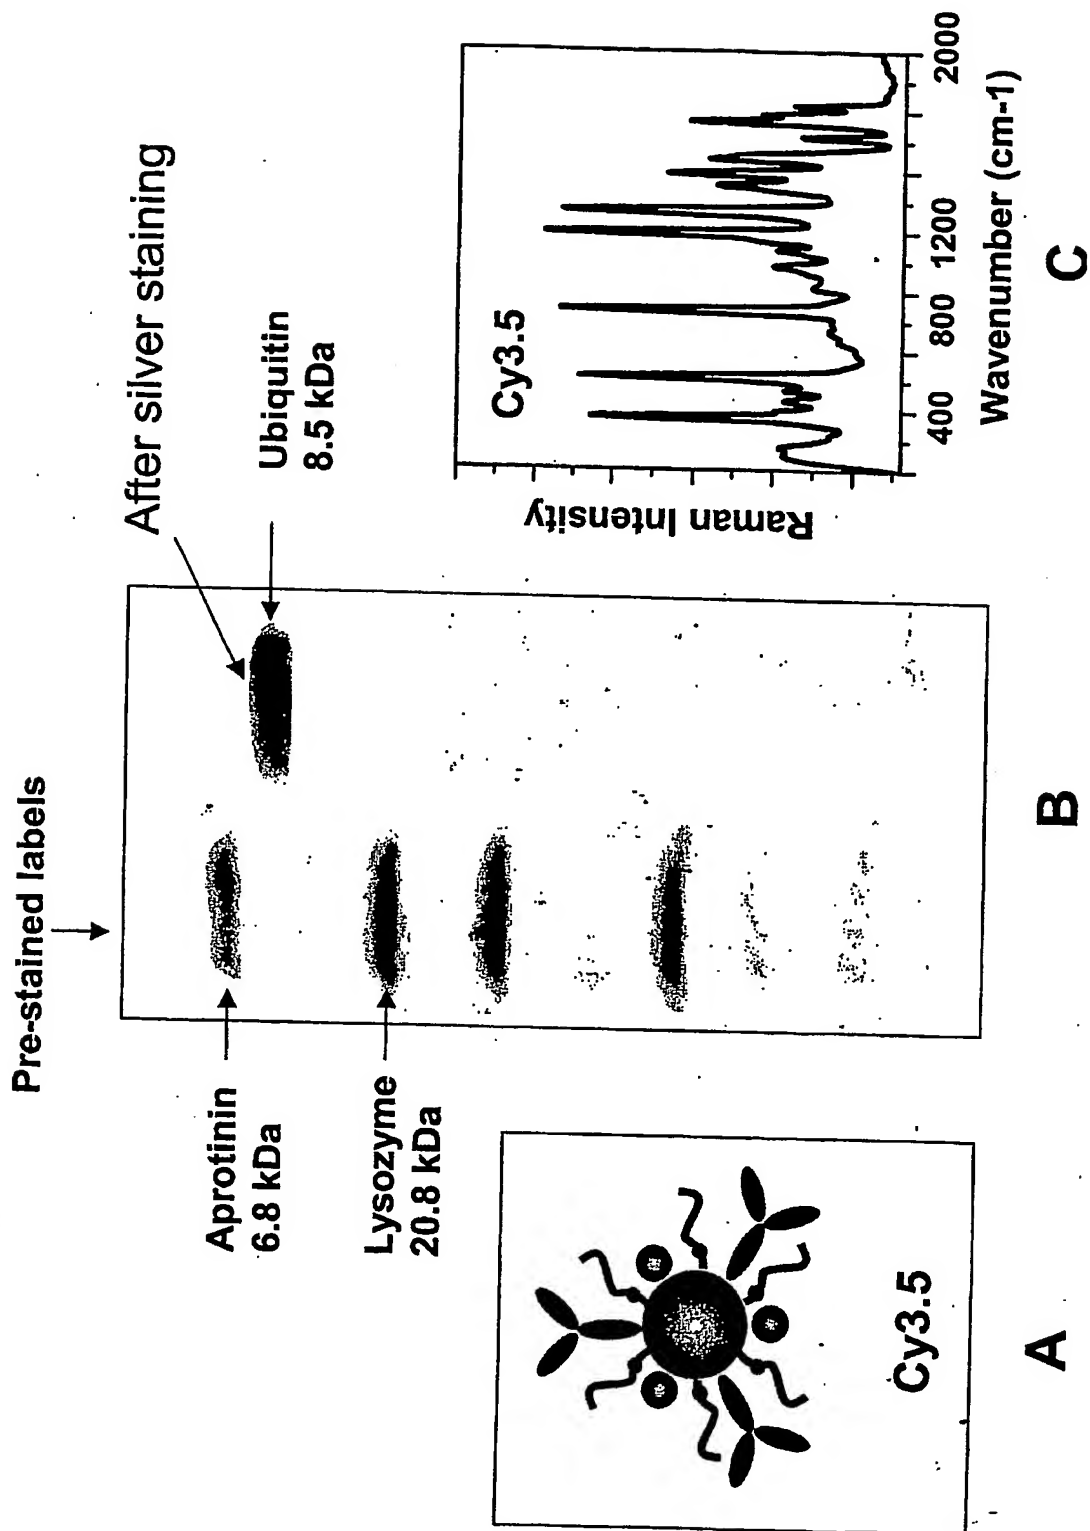 Pre-stained labels
After silver staining
Aprotinin
6.8 kDa
Lysozyme
20.8 kDa
Ubiquitin
8.5 kDa
Cy3.5
A
B
Cy3.5
Raman Intensity
400
800
1200
2000
Wavenumber (cm-1)
C